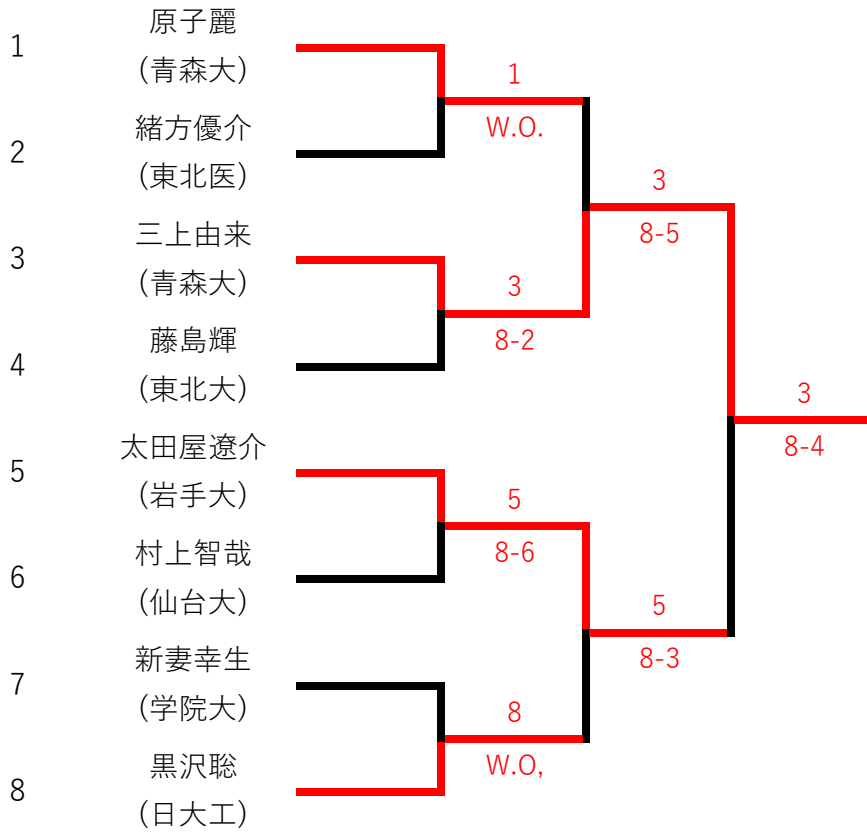 1
原子麗
(青森大)
1
W.O.
2
緒方優介
(東北医)
3
8-5
3
三上由来
(青森大)
3
8-2
4
藤島輝
(東北大)
3
8-4
5
太田屋遼介
(岩手大)
5
8-6
6
村上智哉
(仙台大)
5
8-3
7
新妻幸生
(学院大)
8
W.O,
8
黒沢聡
(日大工)